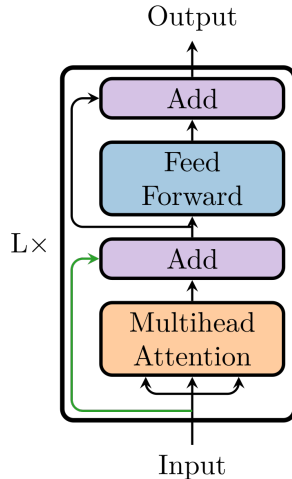 Output
Add
Feed
Forward
L×
Add
Multihead
Attention
Input